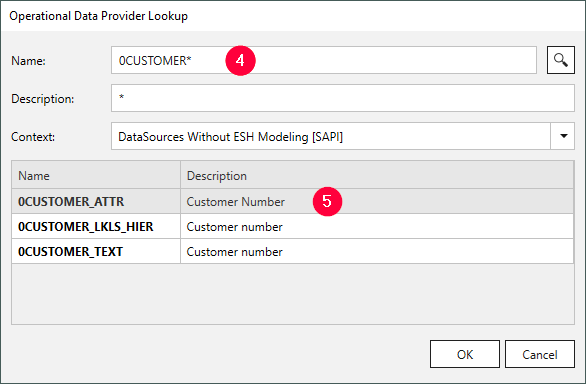 Operational Data Provider Lookup
Name: 0CUSTOMER* 4
Description: *
Context: DataSources Without ESH Modeling [SAPI]
Name Description
0CUSTOMER_ATTR Customer Number 5
0CUSTOMER_LKLS_HIER Customer number
0CUSTOMER_TEXT Customer number
OK Cancel